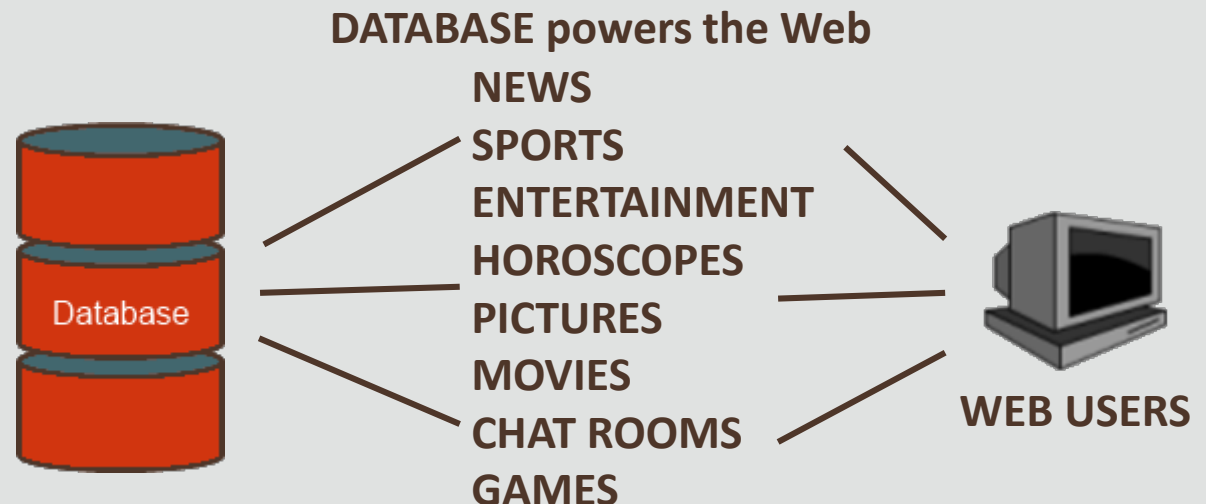 DATABASE powers the Web
NEWS
SPORTS
ENTERTAINMENT
HOROSCOPES
PICTURES
MOVIES
CHAT ROOMS
GAMES
Database
WEB USERS